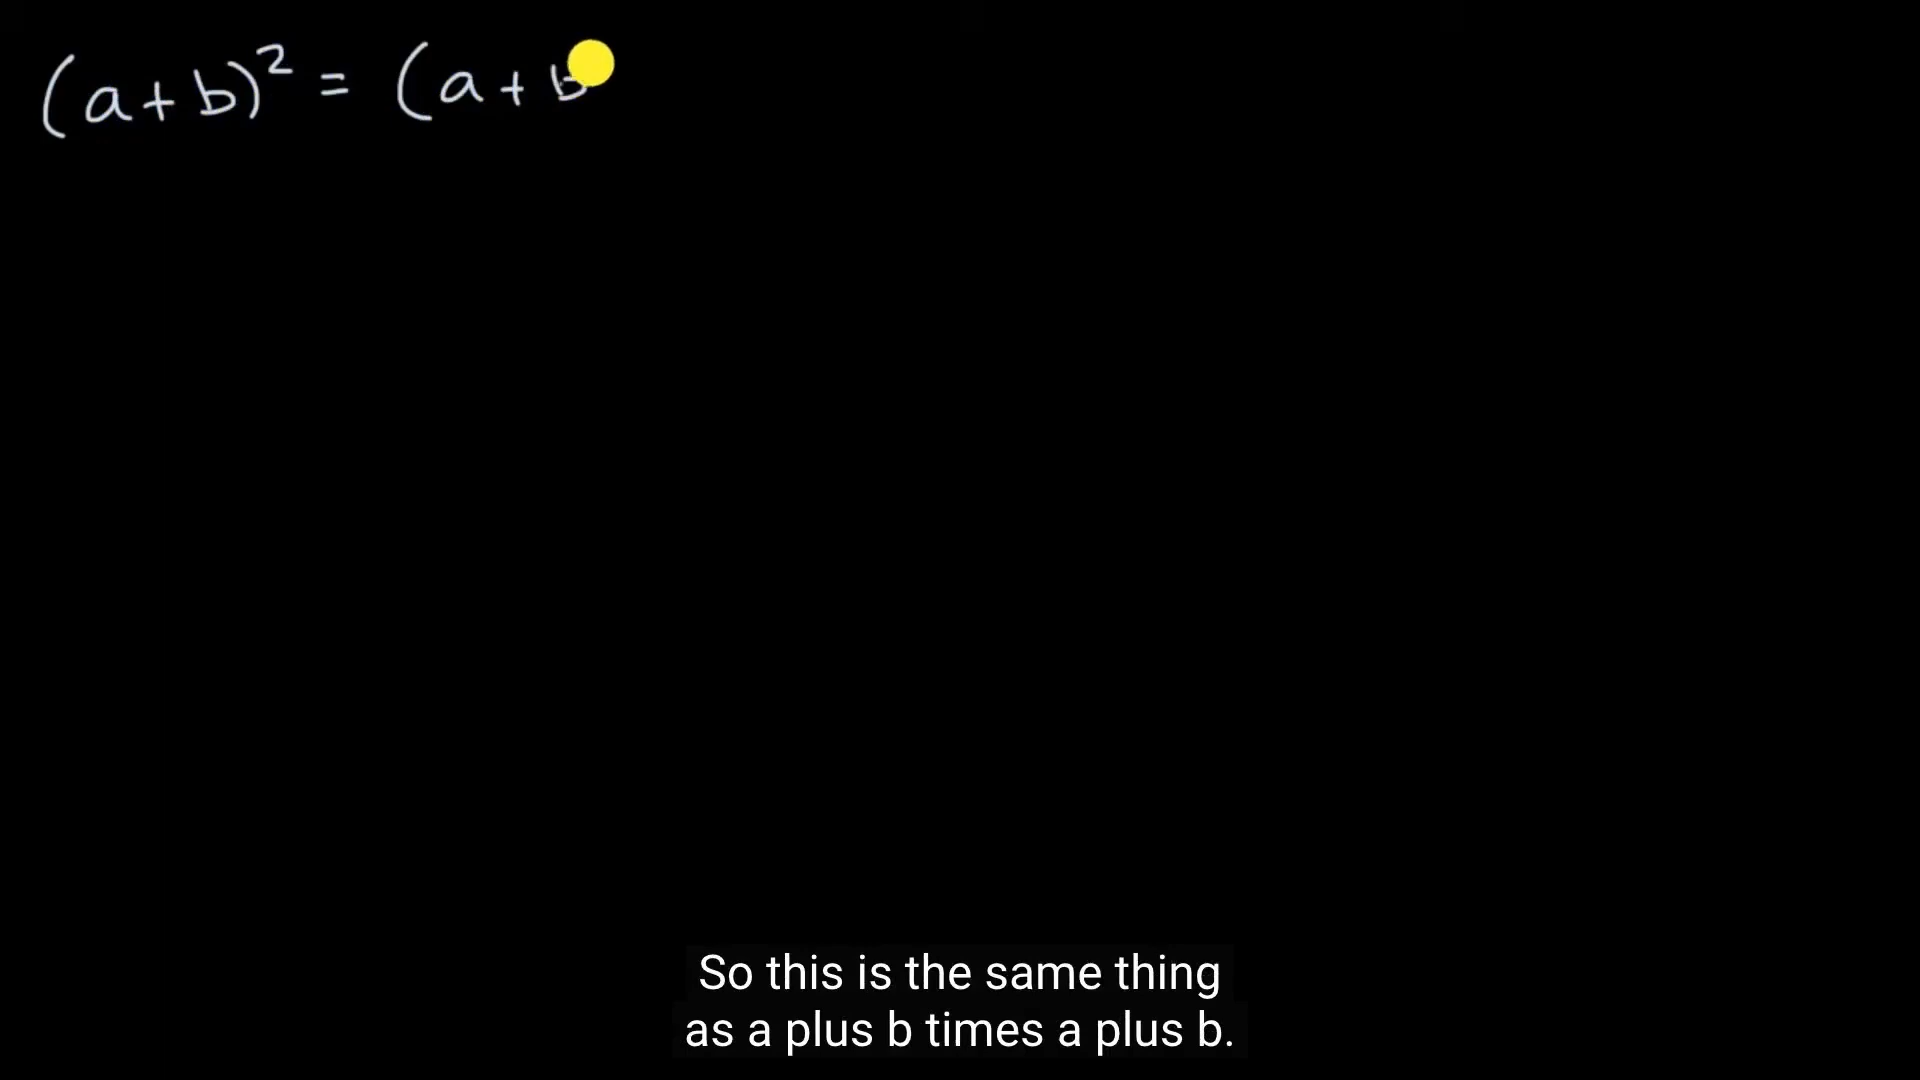 (a+b)² = (a + b
So this is the same thing
as a plus b times a plus b.